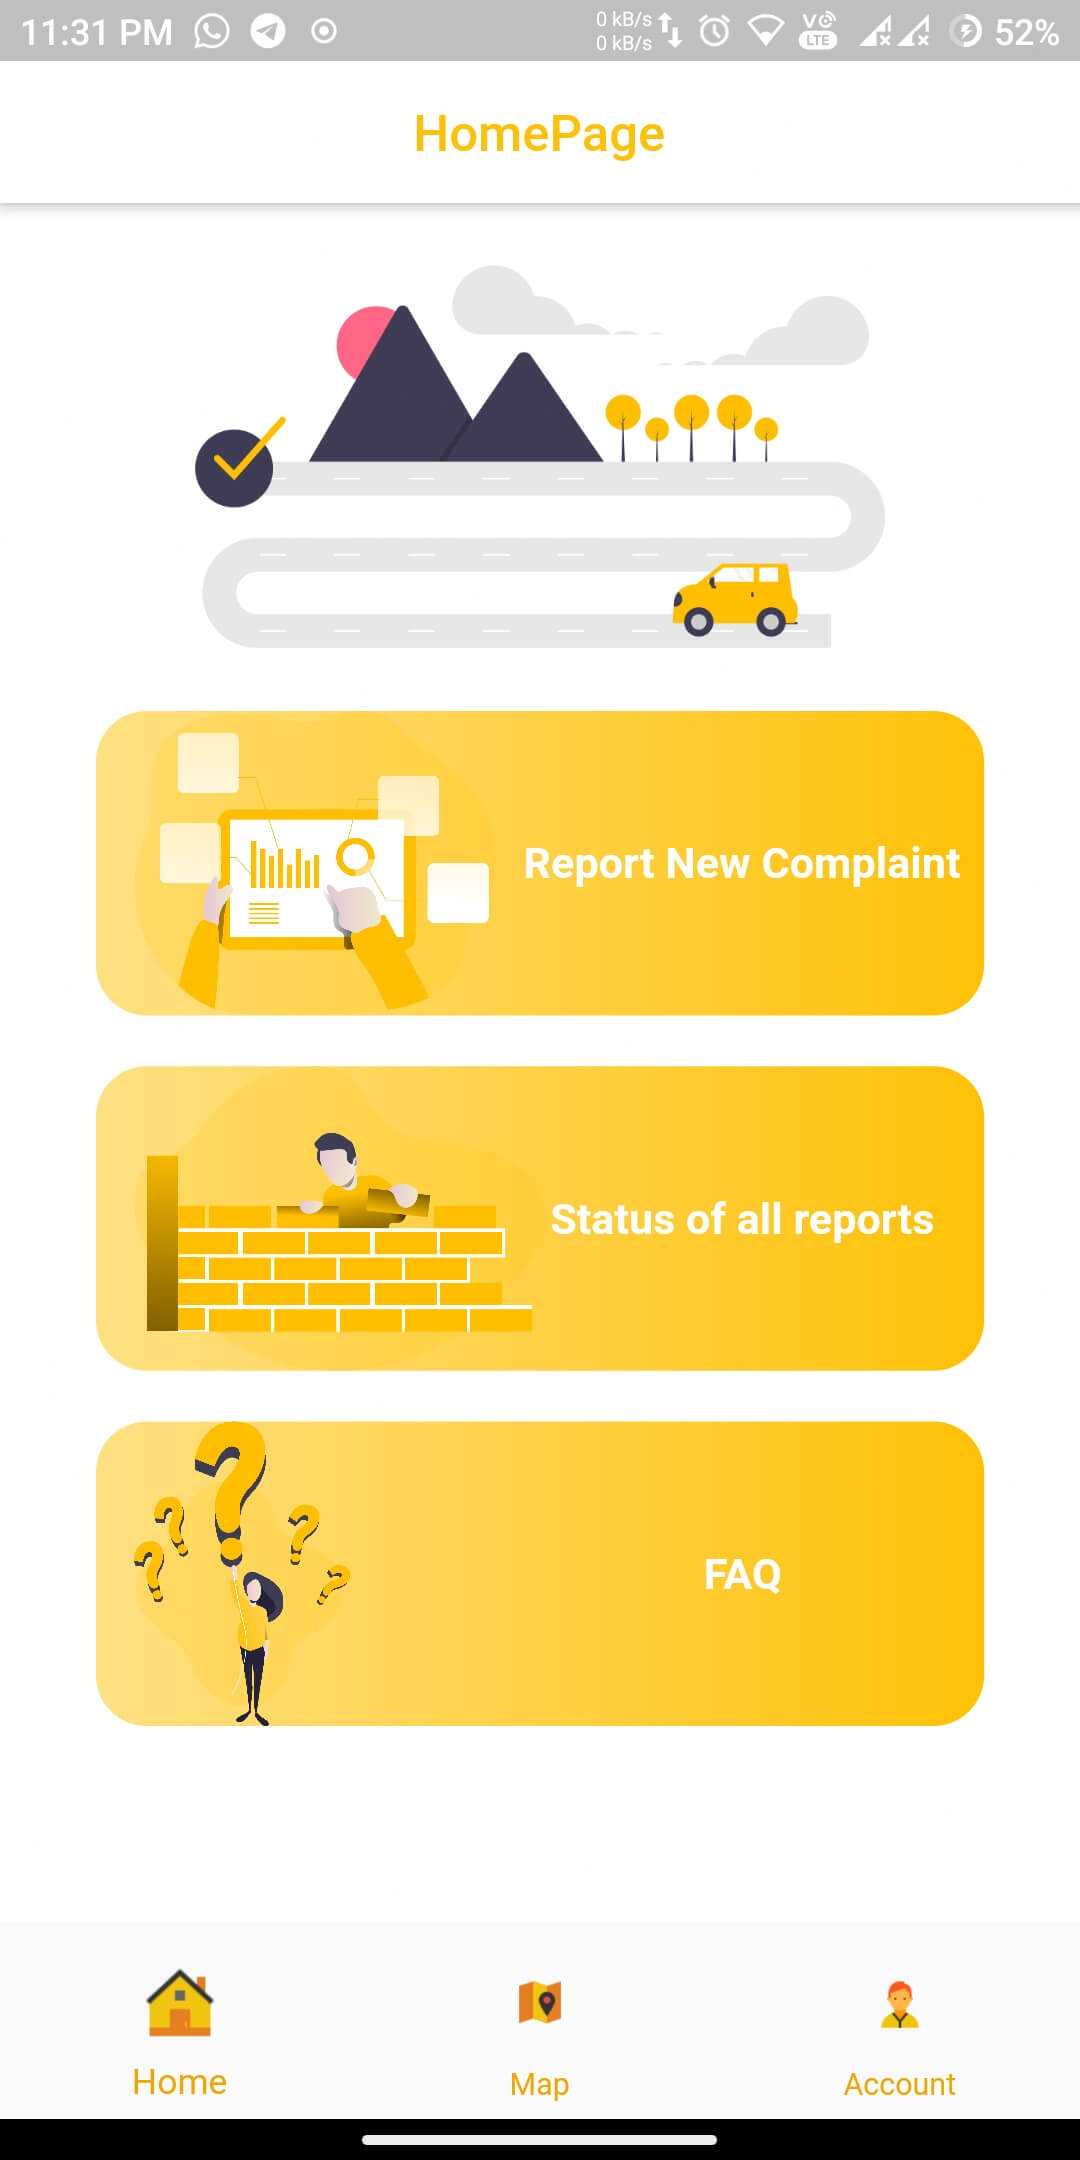 11:31 PM
0 kB/s
0 kB/s
LTE
52%
HomePage
Report New Complaint
Status of all reports
FAQ
Home
Map
Account